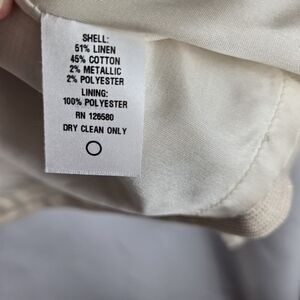 SHELL:
51% LINEN
45% COTTON
2% METALLIC
2% POLYESTER
LINING:
100% POLYESTER
RN 126580
DRY CLEAN ONLY